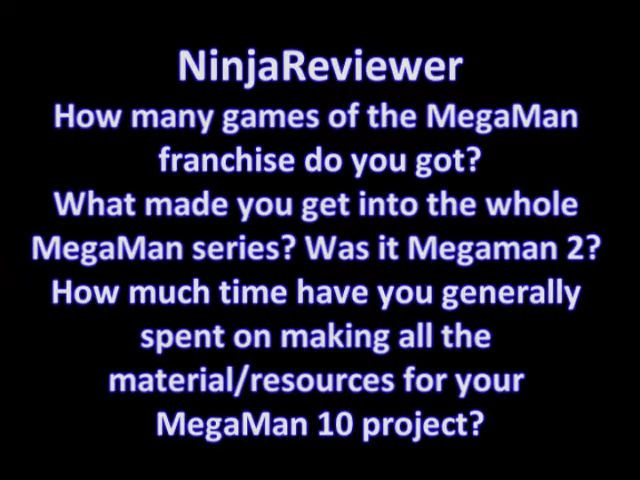 NinjaReviewer
How many games of the MegaMan
franchise do you got?
What made you get into the whole
MegaMan series? Was it Megaman 2?
How much time have you generally
spent on making all the
material/resources for your
MegaMan 10 project?